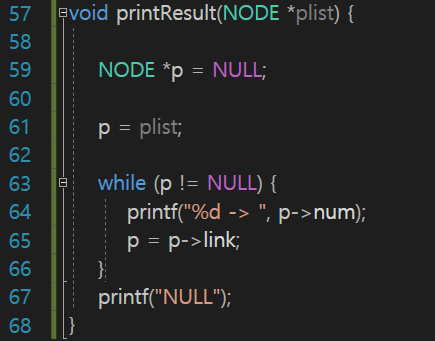 57 void printResult(NODE *plist) {
58
59 NODE *p = NULL;
60
61 p = plist;
62
63 while (p != NULL) {
64 printf("%d -> ", p->num);
65 p = p->link;
66 }
67 printf("NULL");
68 }